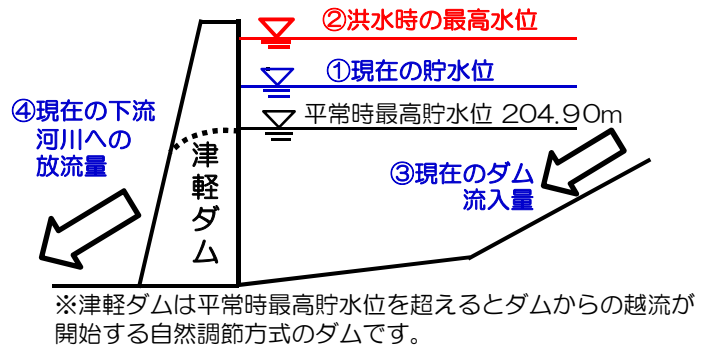 ②洪水時の最高水位
①現在の貯水位
平常時最高貯水位 204.90m
④現在の下流
河川への
放流量
津軽ダム
③現在のダム
流入量
※津軽ダムは平常時最高貯水位を超えるとダムからの越流が
開始する自然調節方式のダムです。